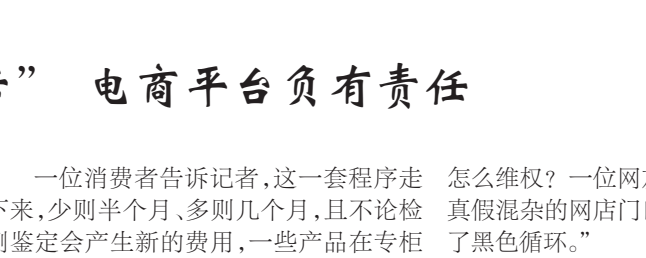 ” 电商平台负有责任
一位消费者告诉记者,这一套程序走
下来,少则半个月、多则几个月,且不论检
测鉴定会产生新的费用,一些产品在专柜
怎么维权? 一位网友
真假混杂的网店门
了黑色循环。”